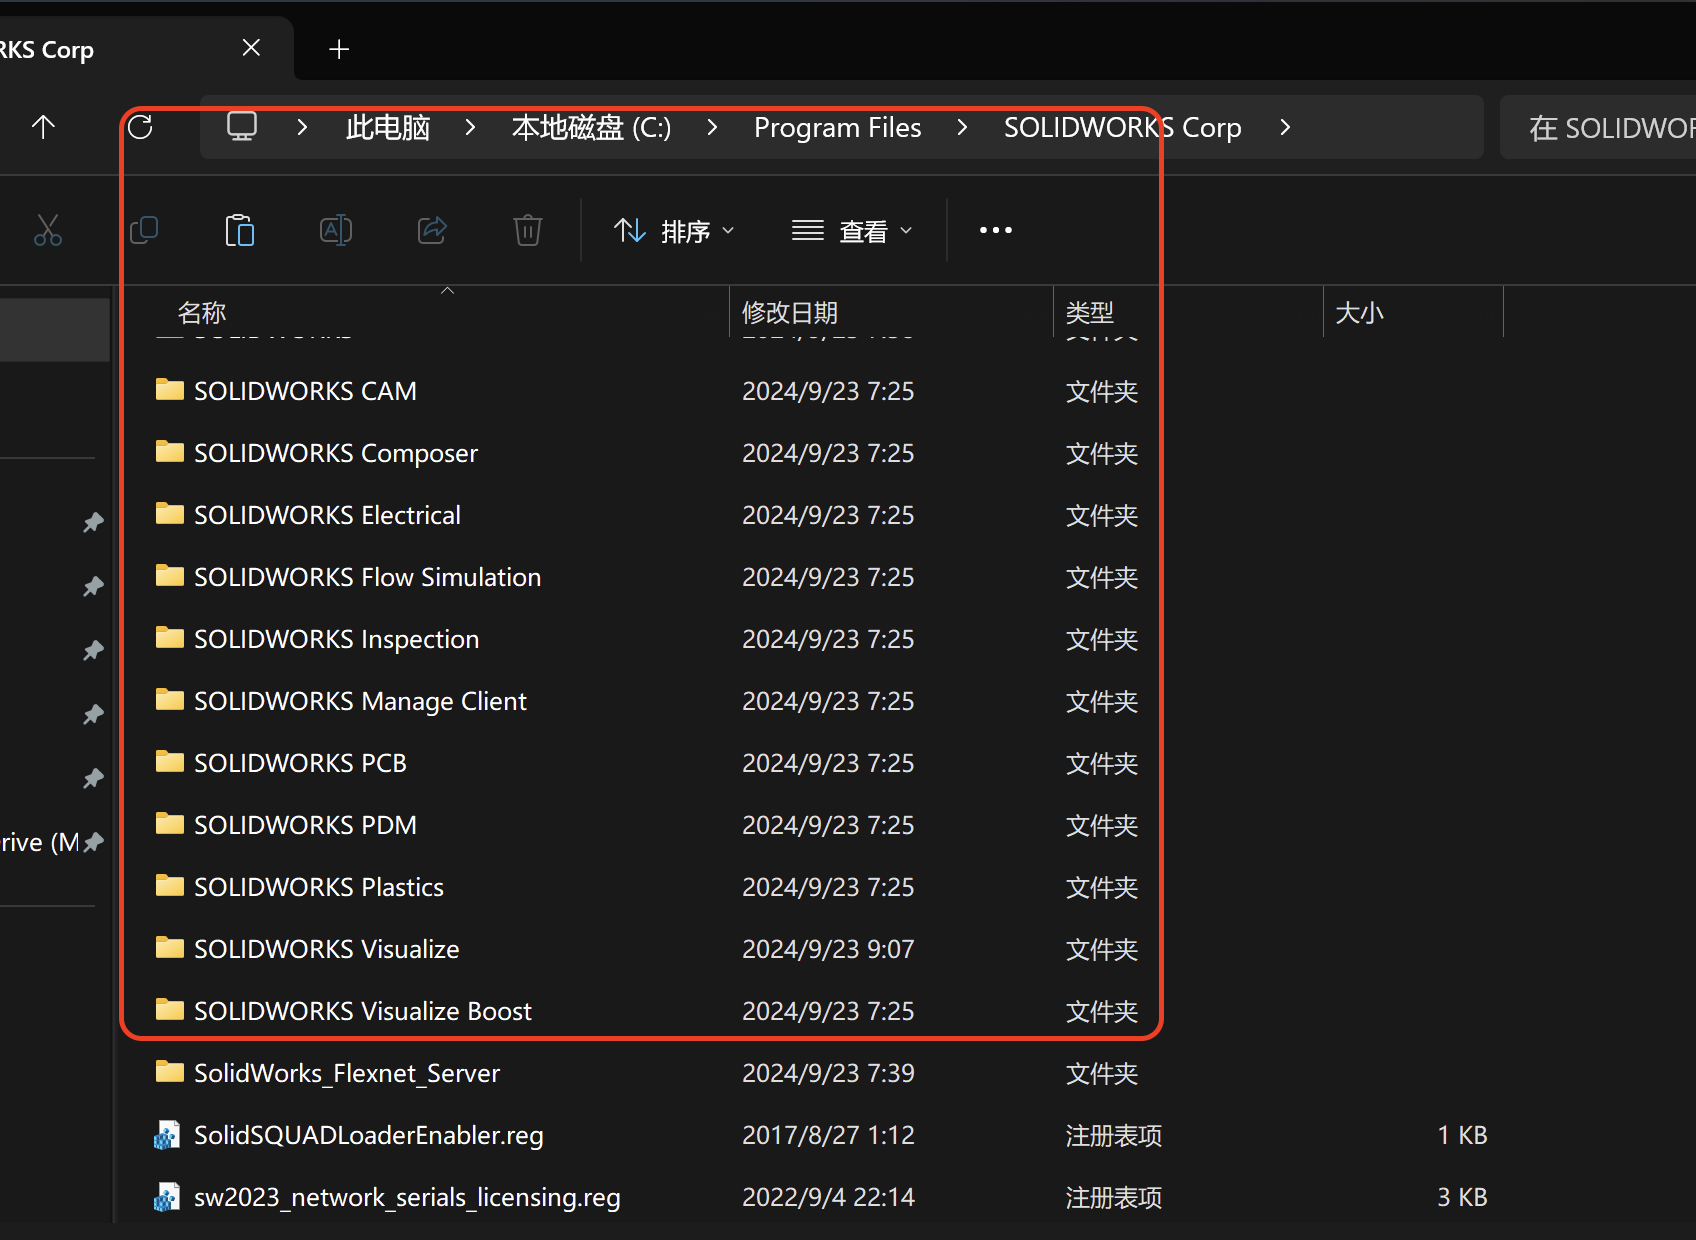 RKS Corp
此电脑 本地磁盘 (C:) Program Files SOLIDWORKS Corp 在 SOLIDWOR
排序 查看
名称 修改日期 类型 大小
SOLIDWORKS CAM 2024/9/23 7:25 文件夹
SOLIDWORKS Composer 2024/9/23 7:25 文件夹
SOLIDWORKS Electrical 2024/9/23 7:25 文件夹
SOLIDWORKS Flow Simulation 2024/9/23 7:25 文件夹
SOLIDWORKS Inspection 2024/9/23 7:25 文件夹
SOLIDWORKS Manage Client 2024/9/23 7:25 文件夹
SOLIDWORKS PCB 2024/9/23 7:25 文件夹
SOLIDWORKS PDM 2024/9/23 7:25 文件夹
rive (M
SOLIDWORKS Plastics 2024/9/23 7:25 文件夹
SOLIDWORKS Visualize 2024/9/23 9:07 文件夹
SOLIDWORKS Visualize Boost 2024/9/23 7:25 文件夹
SolidWorks_Flexnet_Server 2024/9/23 7:39 文件夹
SolidSQUADLoaderEnabler.reg 2017/8/27 1:12 注册表项 1 KB
sw2023_network_serials_licensing.reg 2022/9/4 22:14 注册表项 3 KB